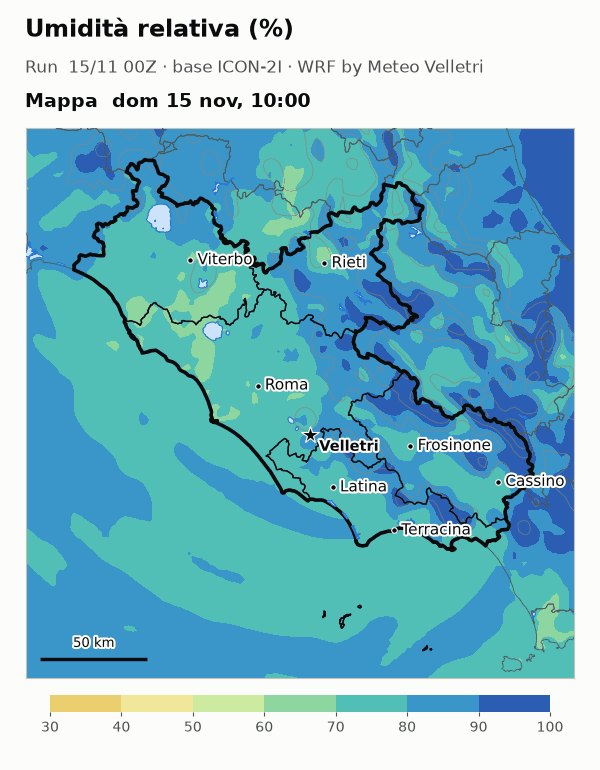 Umidità relativa (%)
Run  15/11 00Z · base ICON-2I · WRF by Meteo Velletri
Mappa  dom 15 nov, 10:00
Viterbo
Rieti
Roma
Velletri
Frosinone
Cassino
Latina
Terracina
50 km
30 40 50 60 70 80 90 100